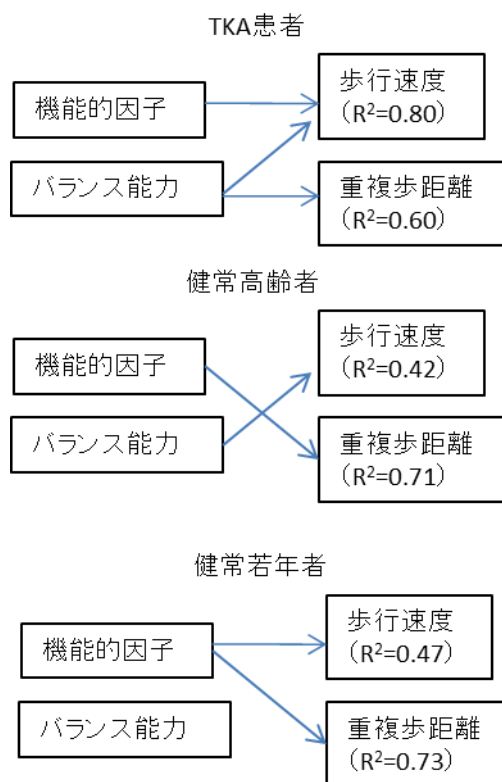 TKA患者
機能的因子
歩行速度
（R²=0.80）
バランス能力
重複歩距離
（R²=0.60）
健常高齢者
機能的因子
歩行速度
（R²=0.42）
バランス能力
重複歩距離
（R²=0.71）
健常若年者
機能的因子
歩行速度
（R²=0.47）
バランス能力
重複歩距離
（R²=0.73）